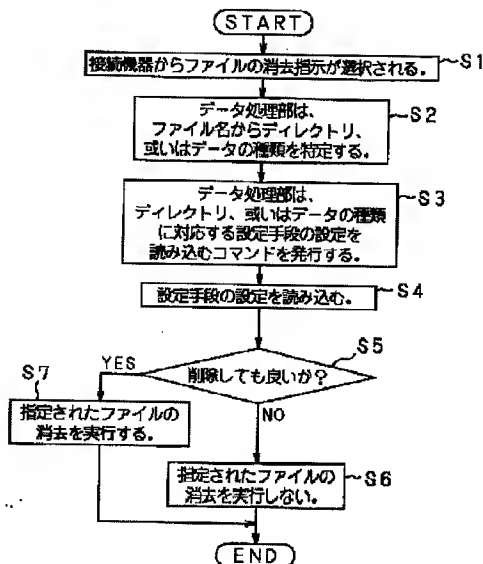 START
接続機器からファイルの消去指示が選択される。
S1
データ処理部は、
ファイル名からディレクトリ、
或いはデータの種類を特定する。
S2
データ処理部は、
ディレクトリ、或いはデータの種類
に対応する設定手段の設定を
読み込むコマンドを発行する。
S3
設定手段の設定を読み込む。
S4
削除しても良いか?
S5
YES
NO
S7
指定されたファイルの
消去を実行する。
指定されたファイルの
消去を実行しない。
S6
END